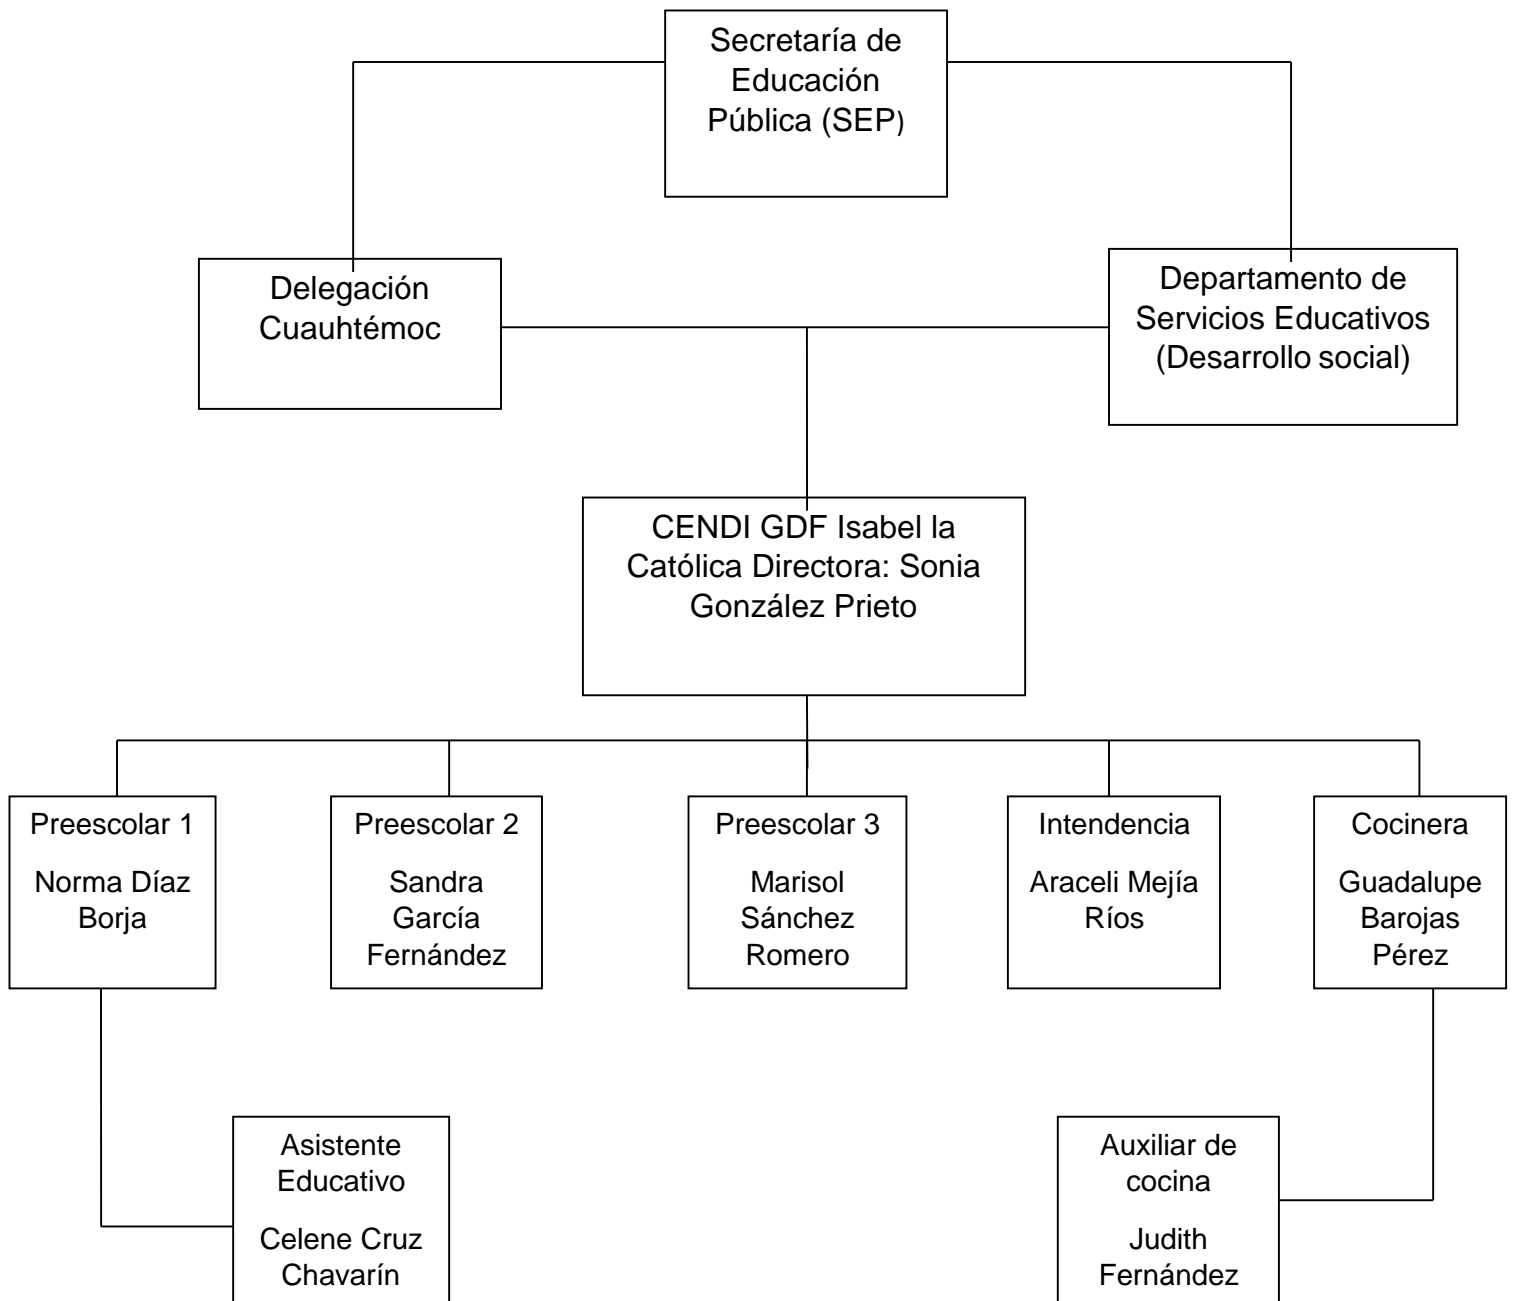 Secretaría de
Educación
Pública (SEP)
Delegación
Cuauhtémoc
Departamento de
Servicios Educativos
(Desarrollo social)
CENDI GDF Isabel la
Católica Directora: Sonia
González Prieto
Preescolar 1
Norma Díaz
Borja
Preescolar 2
Sandra
García
Fernández
Preescolar 3
Marisol
Sánchez
Romero
Intendencia
Araceli Mejía
Ríos
Cocinera
Guadalupe
Barojas
Pérez
Asistente
Educativo
Celene Cruz
Chavarín
Auxiliar de
cocina
Judith
Fernández